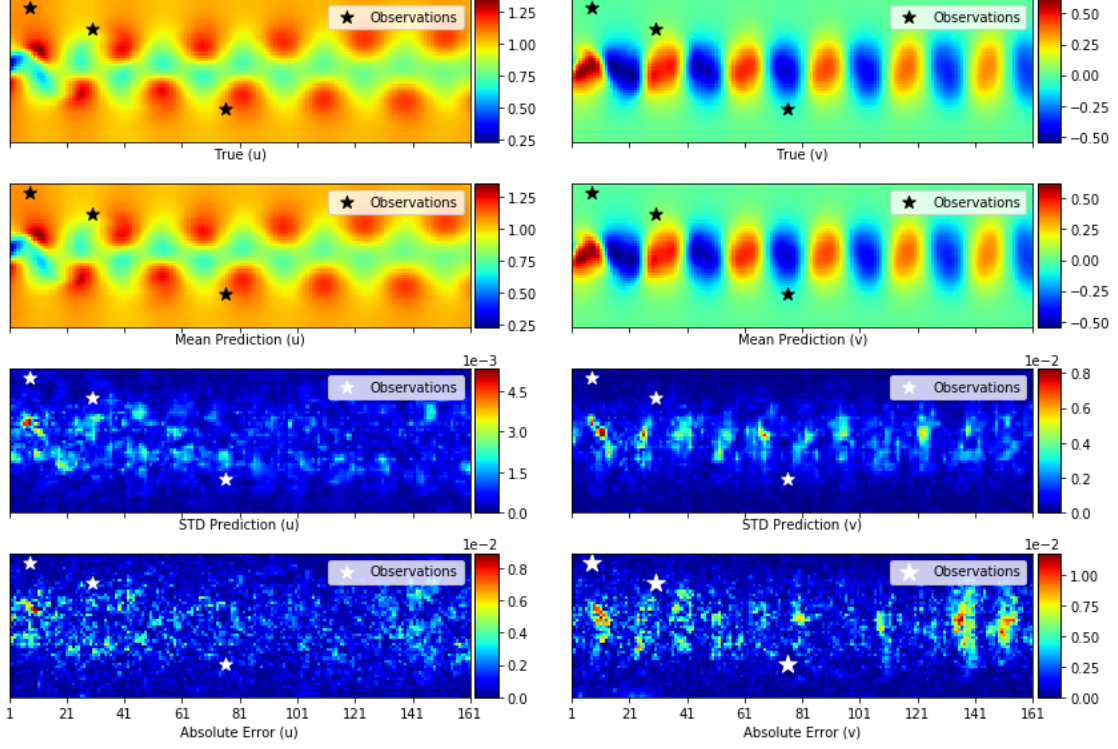 Observations
1.25
1.00
0.75
0.50
0.25
True (u)
Observations
0.50
0.25
0.00
−0.25
−0.50
True (v)
Observations
1.25
1.00
0.75
0.50
0.25
Mean Prediction (u)
Observations
0.50
0.25
0.00
−0.25
−0.50
Mean Prediction (v)
1e−3
Observations
4.5
3.0
1.5
0.0
STD Prediction (u)
1e−2
Observations
0.8
0.6
0.4
0.2
0.0
STD Prediction (v)
1e−2
Observations
0.8
0.6
0.4
0.2
0.0
1 21 41 61 81 101 121 141 161
Absolute Error (u)
1e−2
Observations
1.00
0.75
0.50
0.25
0.00
1 21 41 61 81 101 121 141 161
Absolute Error (v)